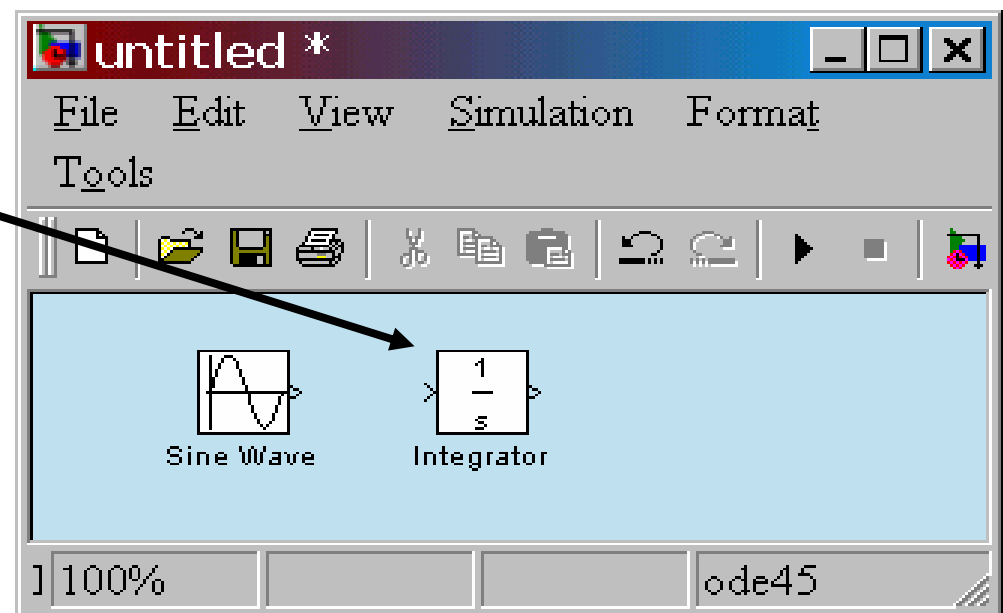 untitled *
File Edit View Simulation Format
Tools
1
s
Sine Wave Integrator
100% ode45